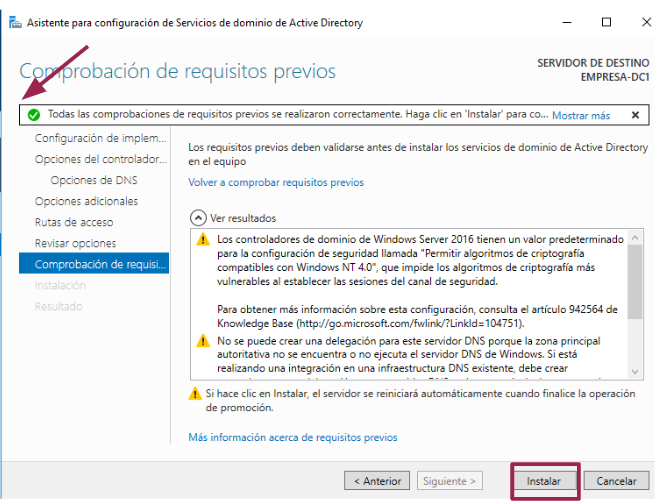 Asistente para configuración de Servicios de dominio de Active Directory
Comprobación de requisitos previos
SERVIDOR DE DESTINO
EMPRESA-DC1
Todas las comprobaciones de requisitos previos se realizaron correctamente. Haga clic en 'Instalar' para co... Mostrar más
Configuración de implem...
Opciones del controlador...
Opciones de DNS
Opciones adicionales
Rutas de acceso
Revisar opciones
Comprobación de requisi...
Instalación
Resultado
Los requisitos previos deben validarse antes de instalar los servicios de dominio de Active Directory
en el equipo
Volver a comprobar requisitos previos
Ver resultados
Los controladores de dominio de Windows Server 2016 tienen un valor predeterminado
para la configuración de seguridad llamada "Permitir algoritmos de criptografía
compatibles con Windows NT 4.0", que impide los algoritmos de criptografía más
vulnerables al establecer las sesiones del canal de seguridad.
Para obtener más información sobre esta configuración, consulta el artículo 942564 de
Knowledge Base (http://go.microsoft.com/fwlink/?LinkId=104751).
No se puede crear una delegación para este servidor DNS porque la zona principal
autoritativa no se encuentra o no ejecuta el servidor DNS de Windows. Si está
realizando una integración en una infraestructura DNS existente, debe crear
Si hace clic en Instalar, el servidor se reiniciará automáticamente cuando finalice la operación
de promoción.
Más información acerca de requisitos previos
< Anterior
Siguiente >
Instalar
Cancelar